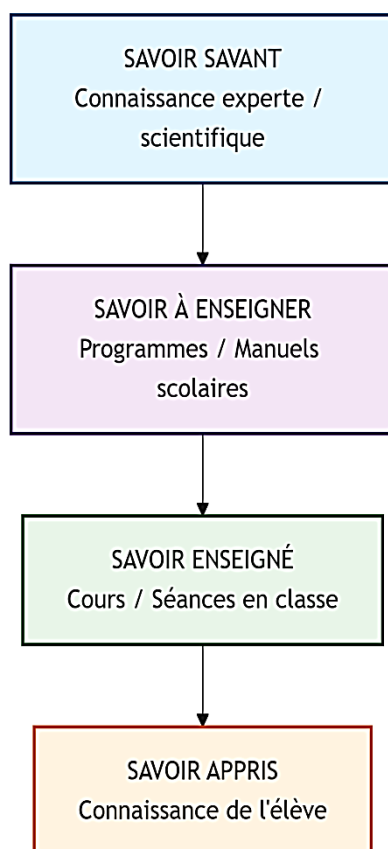 SAVOIR SAVANT
Connaissance experte /
scientifique
SAVOIR À ENSEIGNER
Programmes / Manuels
scolaires
SAVOIR ENSEIGNÉ
Cours / Séances en classe
SAVOIR APPRIS
Connaissance de l'élève